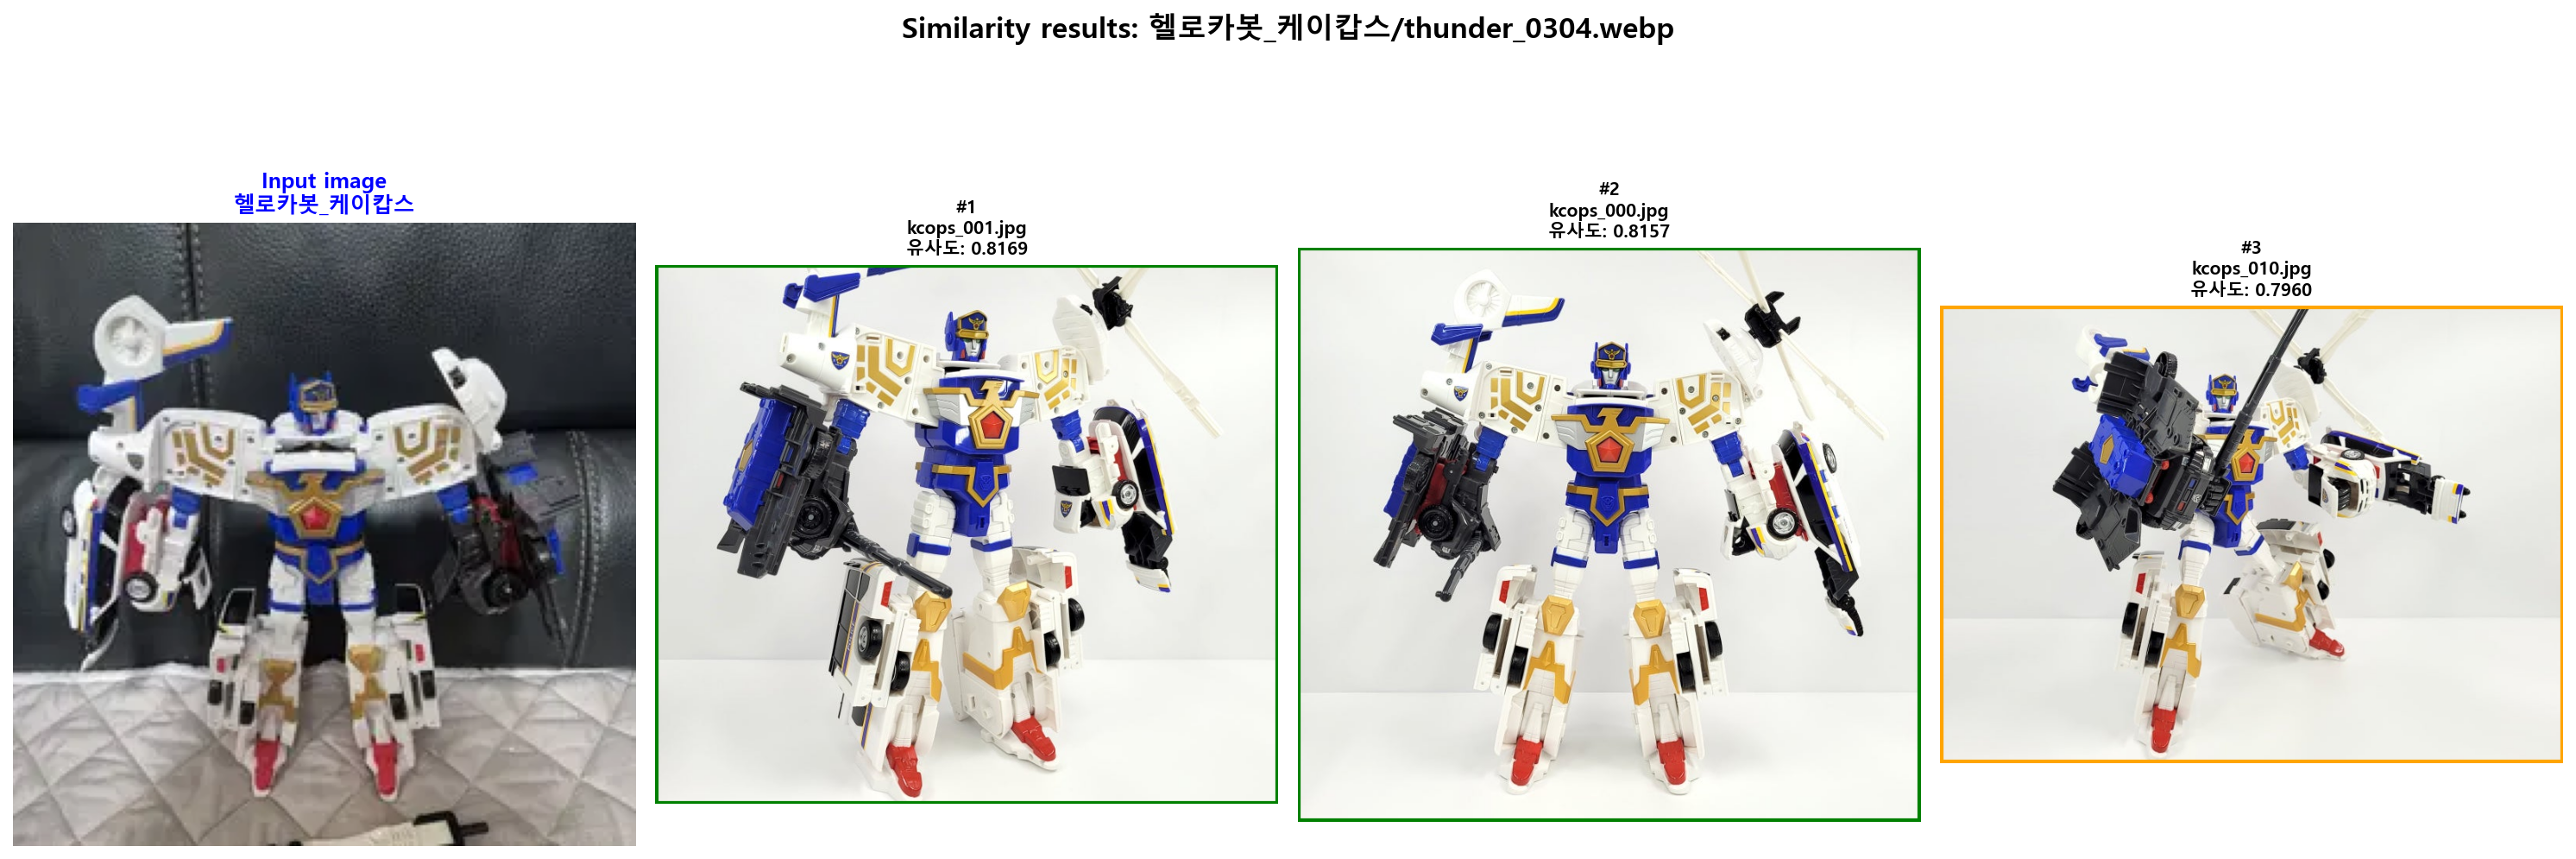 Similarity results: 헬로카봇_케이캅스/thunder_0304.webp
Input image
헬로카봇_케이캅스
#1
kcops_001.jpg
유사도: 0.8169
#2
kcops_000.jpg
유사도: 0.8157
#3
kcops_010.jpg
유사도: 0.7960